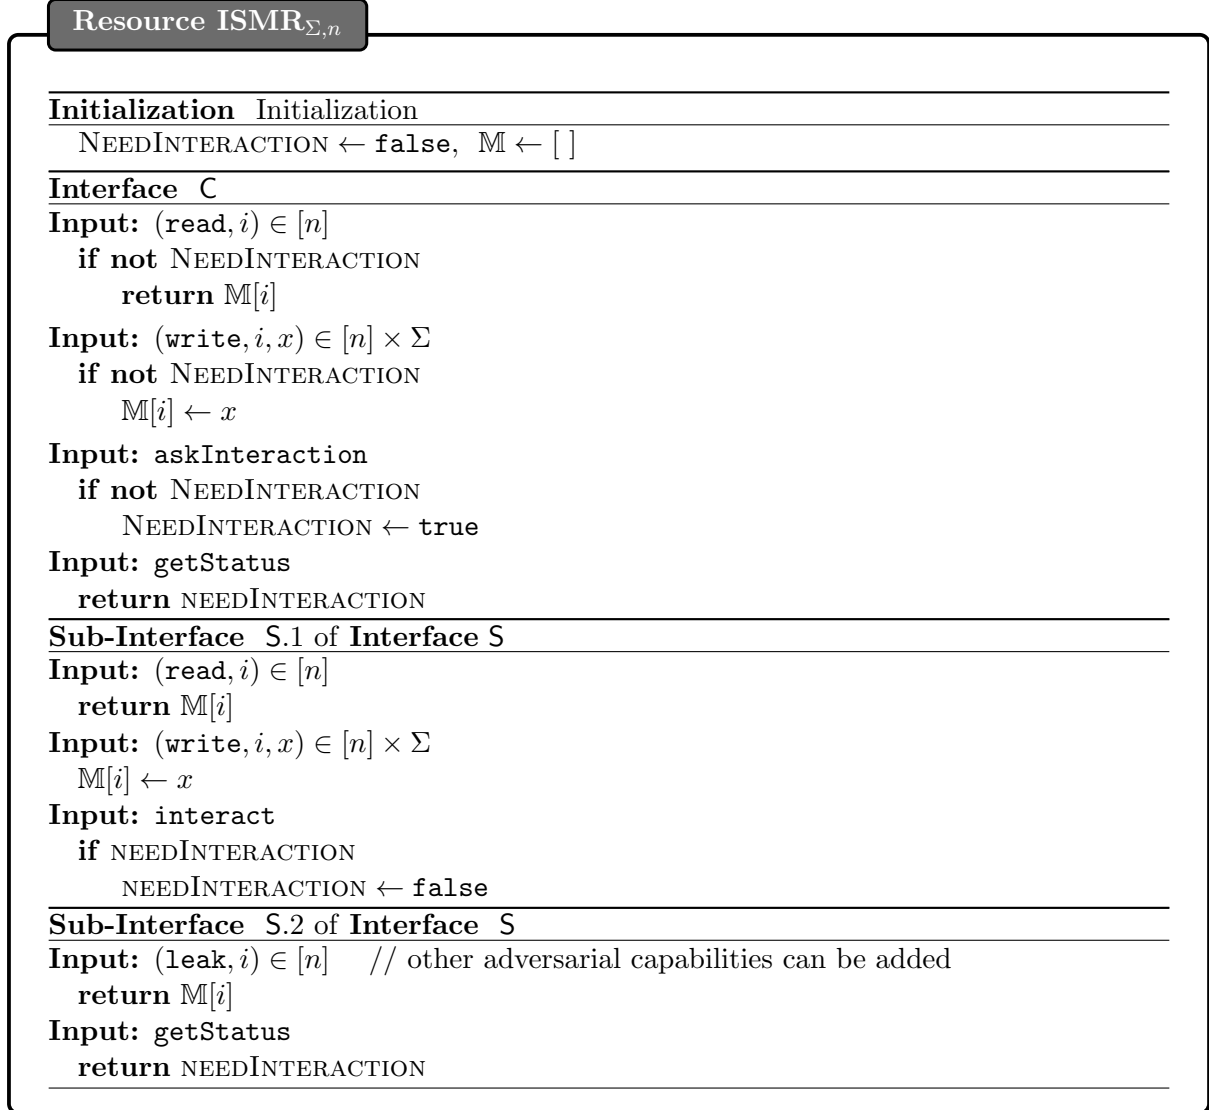 Resource ISMR_{Σ,n}
Initialization Initialization
NEEDINTERACTION ← false, 𝕄 ← [ ]
Interface C
Input: (read, i) ∈ [n]
if not NEEDINTERACTION
return 𝕄[i]
Input: (write, i, x) ∈ [n] × Σ
if not NEEDINTERACTION
𝕄[i] ← x
Input: askInteraction
if not NEEDINTERACTION
NEEDINTERACTION ← true
Input: getStatus
return NEEDINTERACTION
Sub-Interface S.1 of Interface S
Input: (read, i) ∈ [n]
return 𝕄[i]
Input: (write, i, x) ∈ [n] × Σ
𝕄[i] ← x
Input: interact
if NEEDINTERACTION
NEEDINTERACTION ← false
Sub-Interface S.2 of Interface S
Input: (leak, i) ∈ [n] // other adversarial capabilities can be added
return 𝕄[i]
Input: getStatus
return NEEDINTERACTION